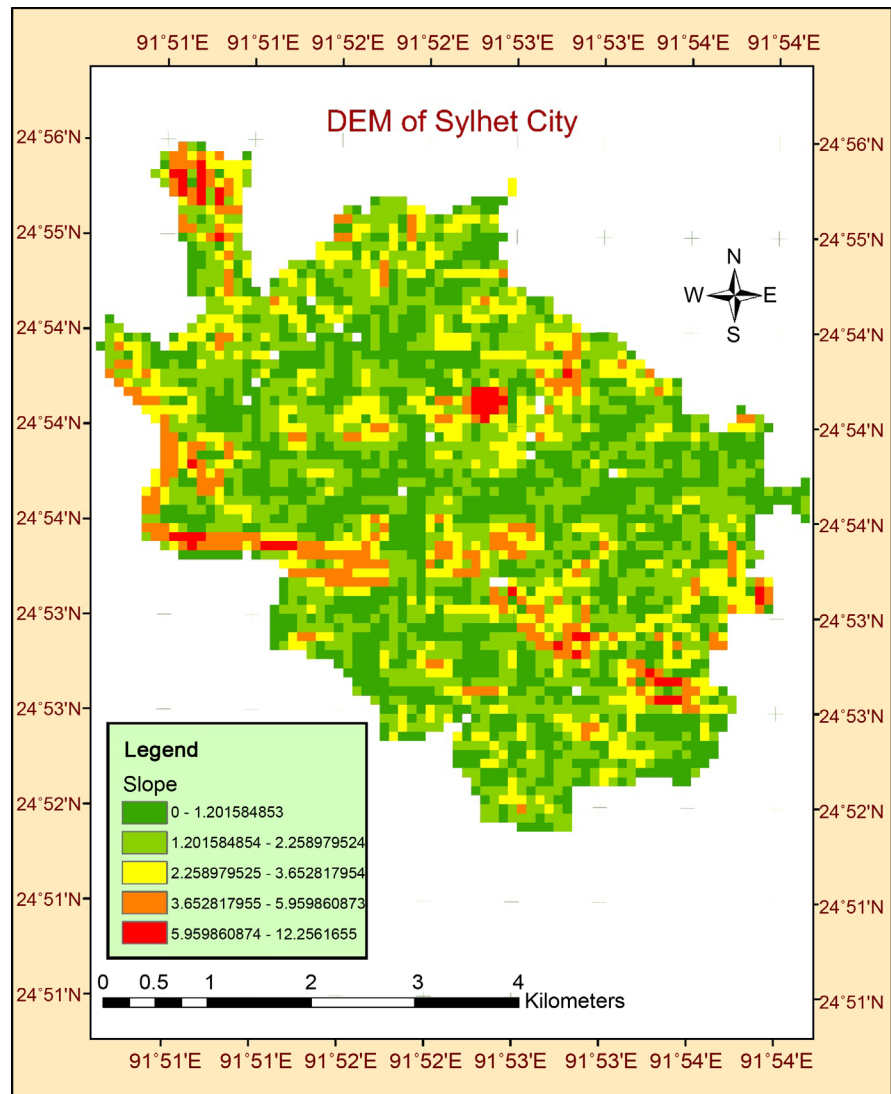 91°51'E 91°51'E 91°52'E 91°52'E 91°53'E 91°53'E 91°54'E 91°54'E
DEM of Sylhet City
24°56'N 24°56'N
24°55'N 24°55'N
N
W E
S
24°54'N 24°54'N
24°54'N 24°54'N
24°54'N 24°54'N
24°53'N 24°53'N
24°53'N 24°53'N
Legend
Slope
0 - 1.201584853
24°52'N 24°52'N
1.201584854 - 2.258979524
2.258979525 - 3.652817954
24°51'N 24°51'N
3.652817955 - 5.959860873
5.959860874 - 12.2561655
0 0.5 1 2 3 4
Kilometers
24°51'N 24°51'N
91°51'E 91°51'E 91°52'E 91°52'E 91°53'E 91°53'E 91°54'E 91°54'E